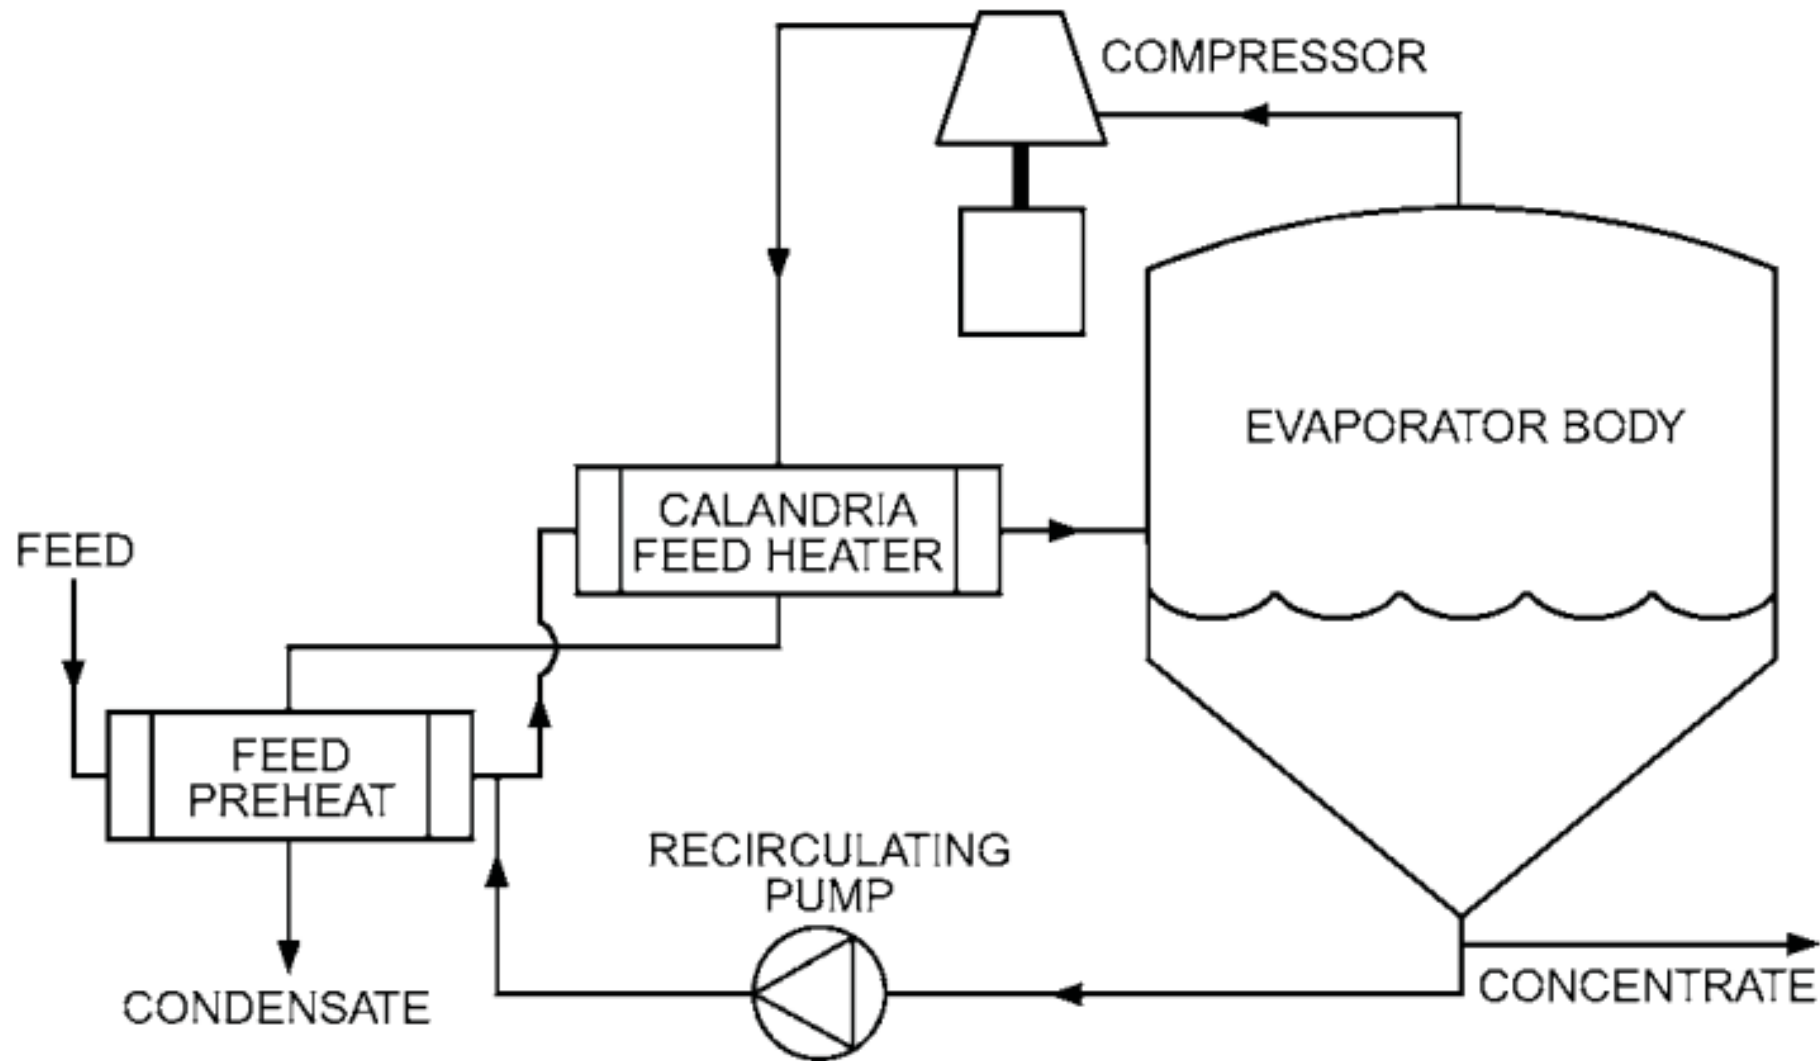 COMPRESSOR
EVAPORATOR BODY
CALANDRIA
FEED HEATER
FEED
FEED
PREHEAT
RECIRCULATING
PUMP
CONDENSATE
CONCENTRATE